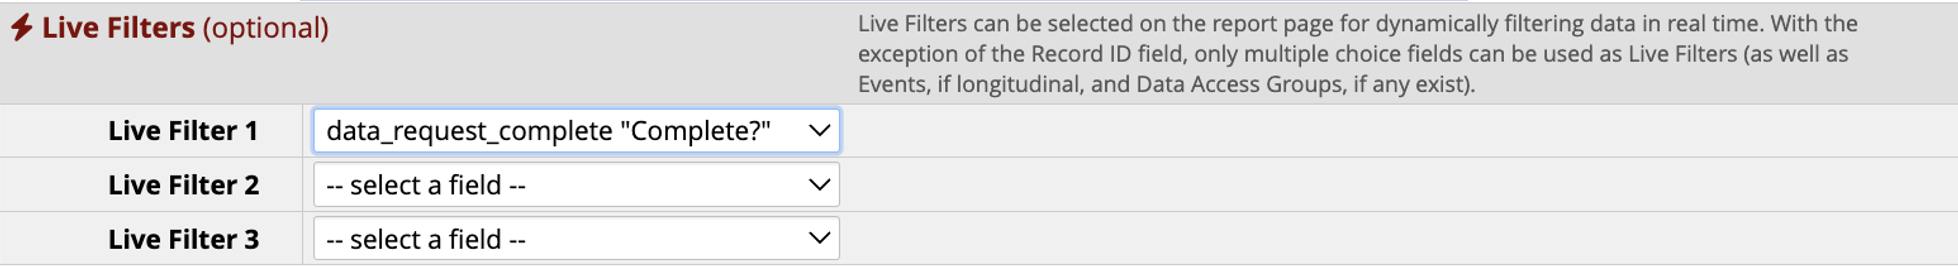 Live Filters (optional)
Live Filters can be selected on the report page for dynamically filtering data in real time. With the
exception of the Record ID field, only multiple choice fields can be used as Live Filters (as well as
Events, if longitudinal, and Data Access Groups, if any exist).
Live Filter 1
data_request_complete "Complete?"
Live Filter 2
-- select a field --
Live Filter 3
-- select a field --